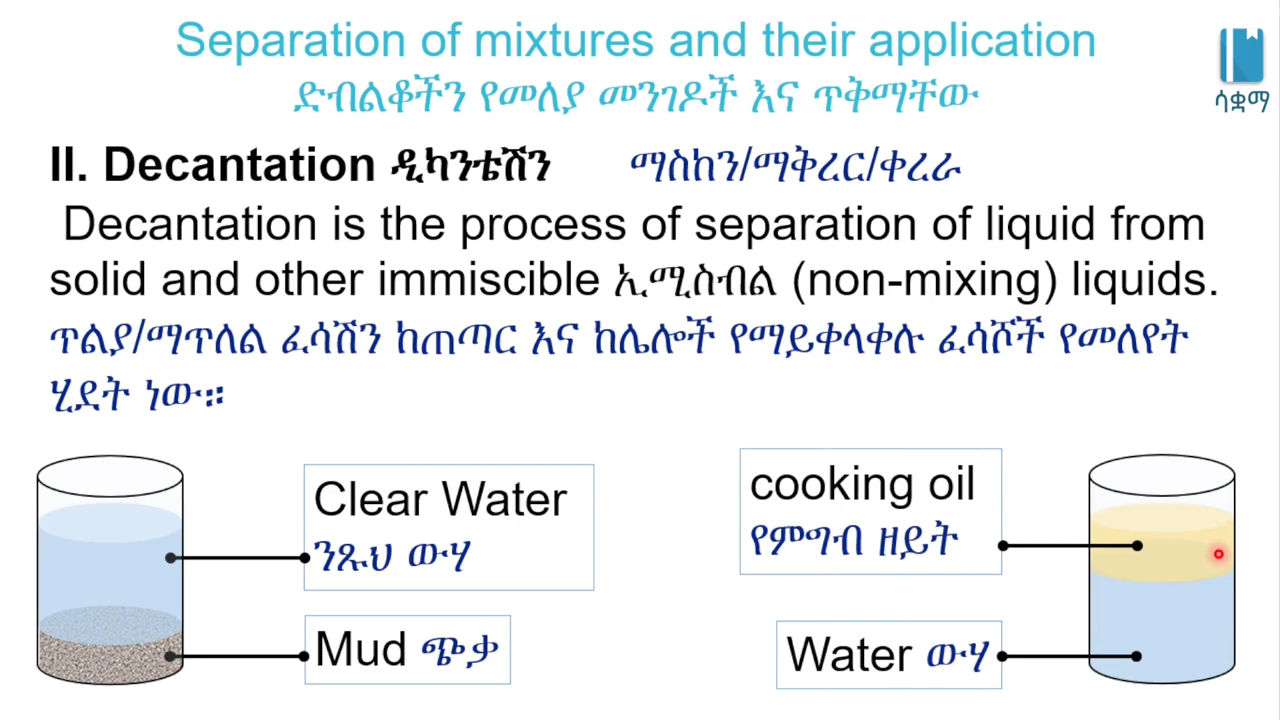 Separation of mixtures and their application
ድብልቆችን የመለያ መንገዶች እና ጥቅማቸው
ሳቋማ
II. Decantation ዲካንቴሽን ማስከን/ማቅረር/ቀረራ
Decantation is the process of separation of liquid from
solid and other immiscible ኢሚስብል (non-mixing) liquids.
ጥልያ/ማጥለል ፈሳሽን ከጠጣር እና ከሌሎች የማይቀላቀሉ ፈሳሾች የመለየት
ሂደት ነው።
Clear Water
ንጹህ ውሃ
Mud ጭቃ
cooking oil
የምግብ ዘይት
Water ውሃ